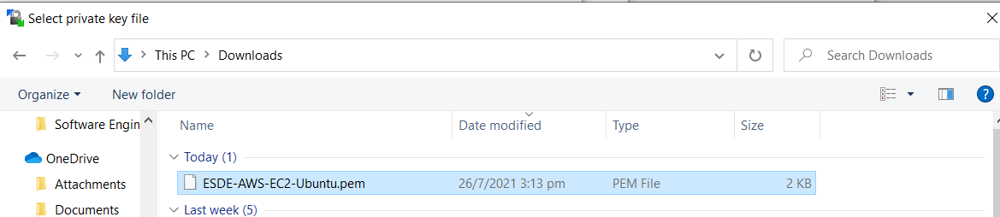 Select private key file
This PC > Downloads
Search Downloads
Organize
New folder
Software Engin
OneDrive
Attachments
Documents
Name Date modified Type Size
Today (1)
ESDE-AWS-EC2-Ubuntu.pem 26/7/2021 3:13 pm PEM File 2 KB
Last week (5)